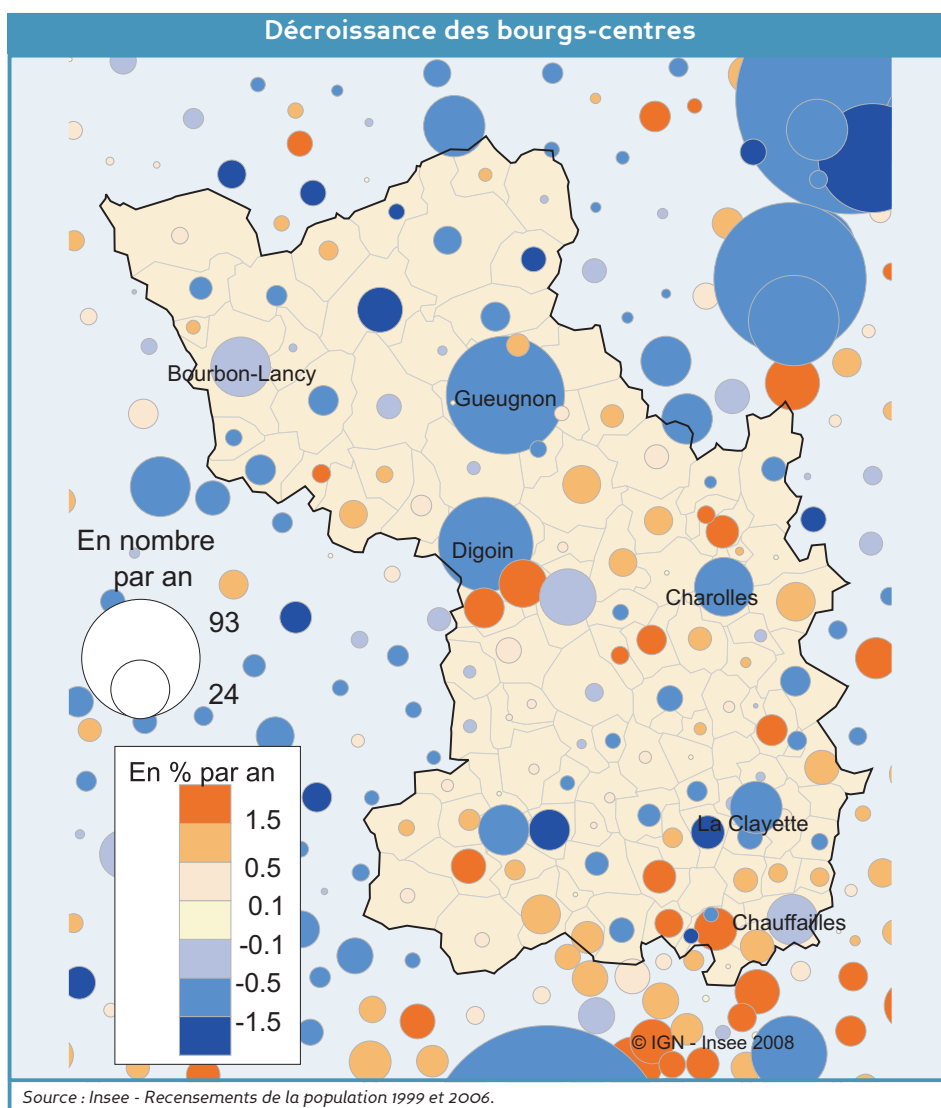 Décroissance des bourgs-centres
Bourbon-Lancy
Gueugnon
Digoin
En nombre
par an
93
24
Charolles
En % par an
1.5
0.5
0.1
-0.1
-0.5
-1.5
La Clayette
Chauffailles
© IGN - Insee 2008
Source : Insee - Recensements de la population 1999 et 2006.